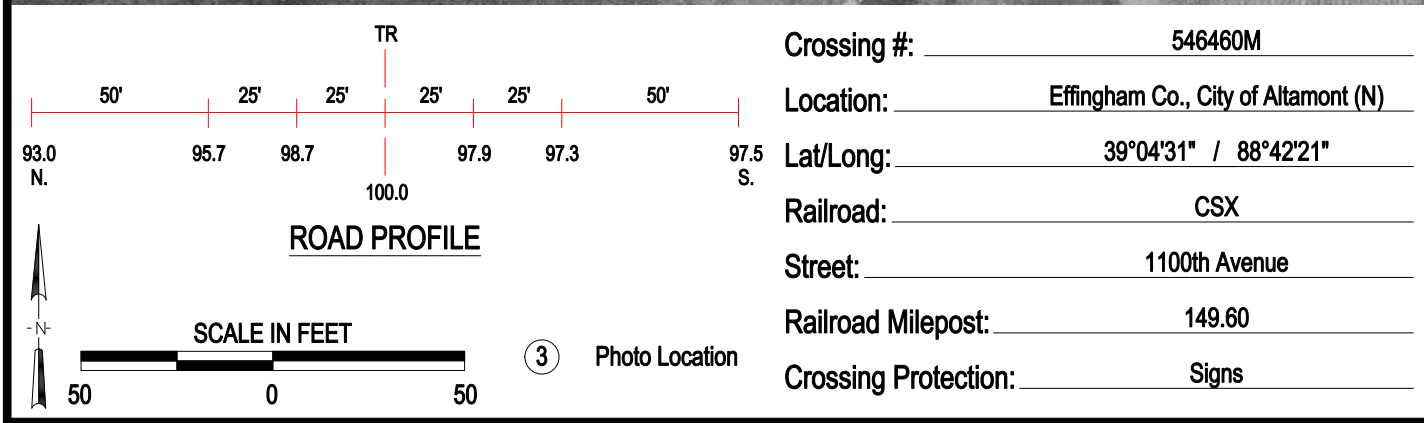 TR
50' 25' 25' 25' 25' 50'
93.0 95.7 98.7 97.9 97.3 97.5
N. S.
100.0
ROAD PROFILE
-N-
SCALE IN FEET
50 0 50
3 Photo Location
Crossing #: 546460M
Location: Effingham Co., City of Altamont (N)
Lat/Long: 39°04'31" / 88°42'21"
Railroad: CSX
Street: 1100th Avenue
Railroad Milepost: 149.60
Crossing Protection: Signs